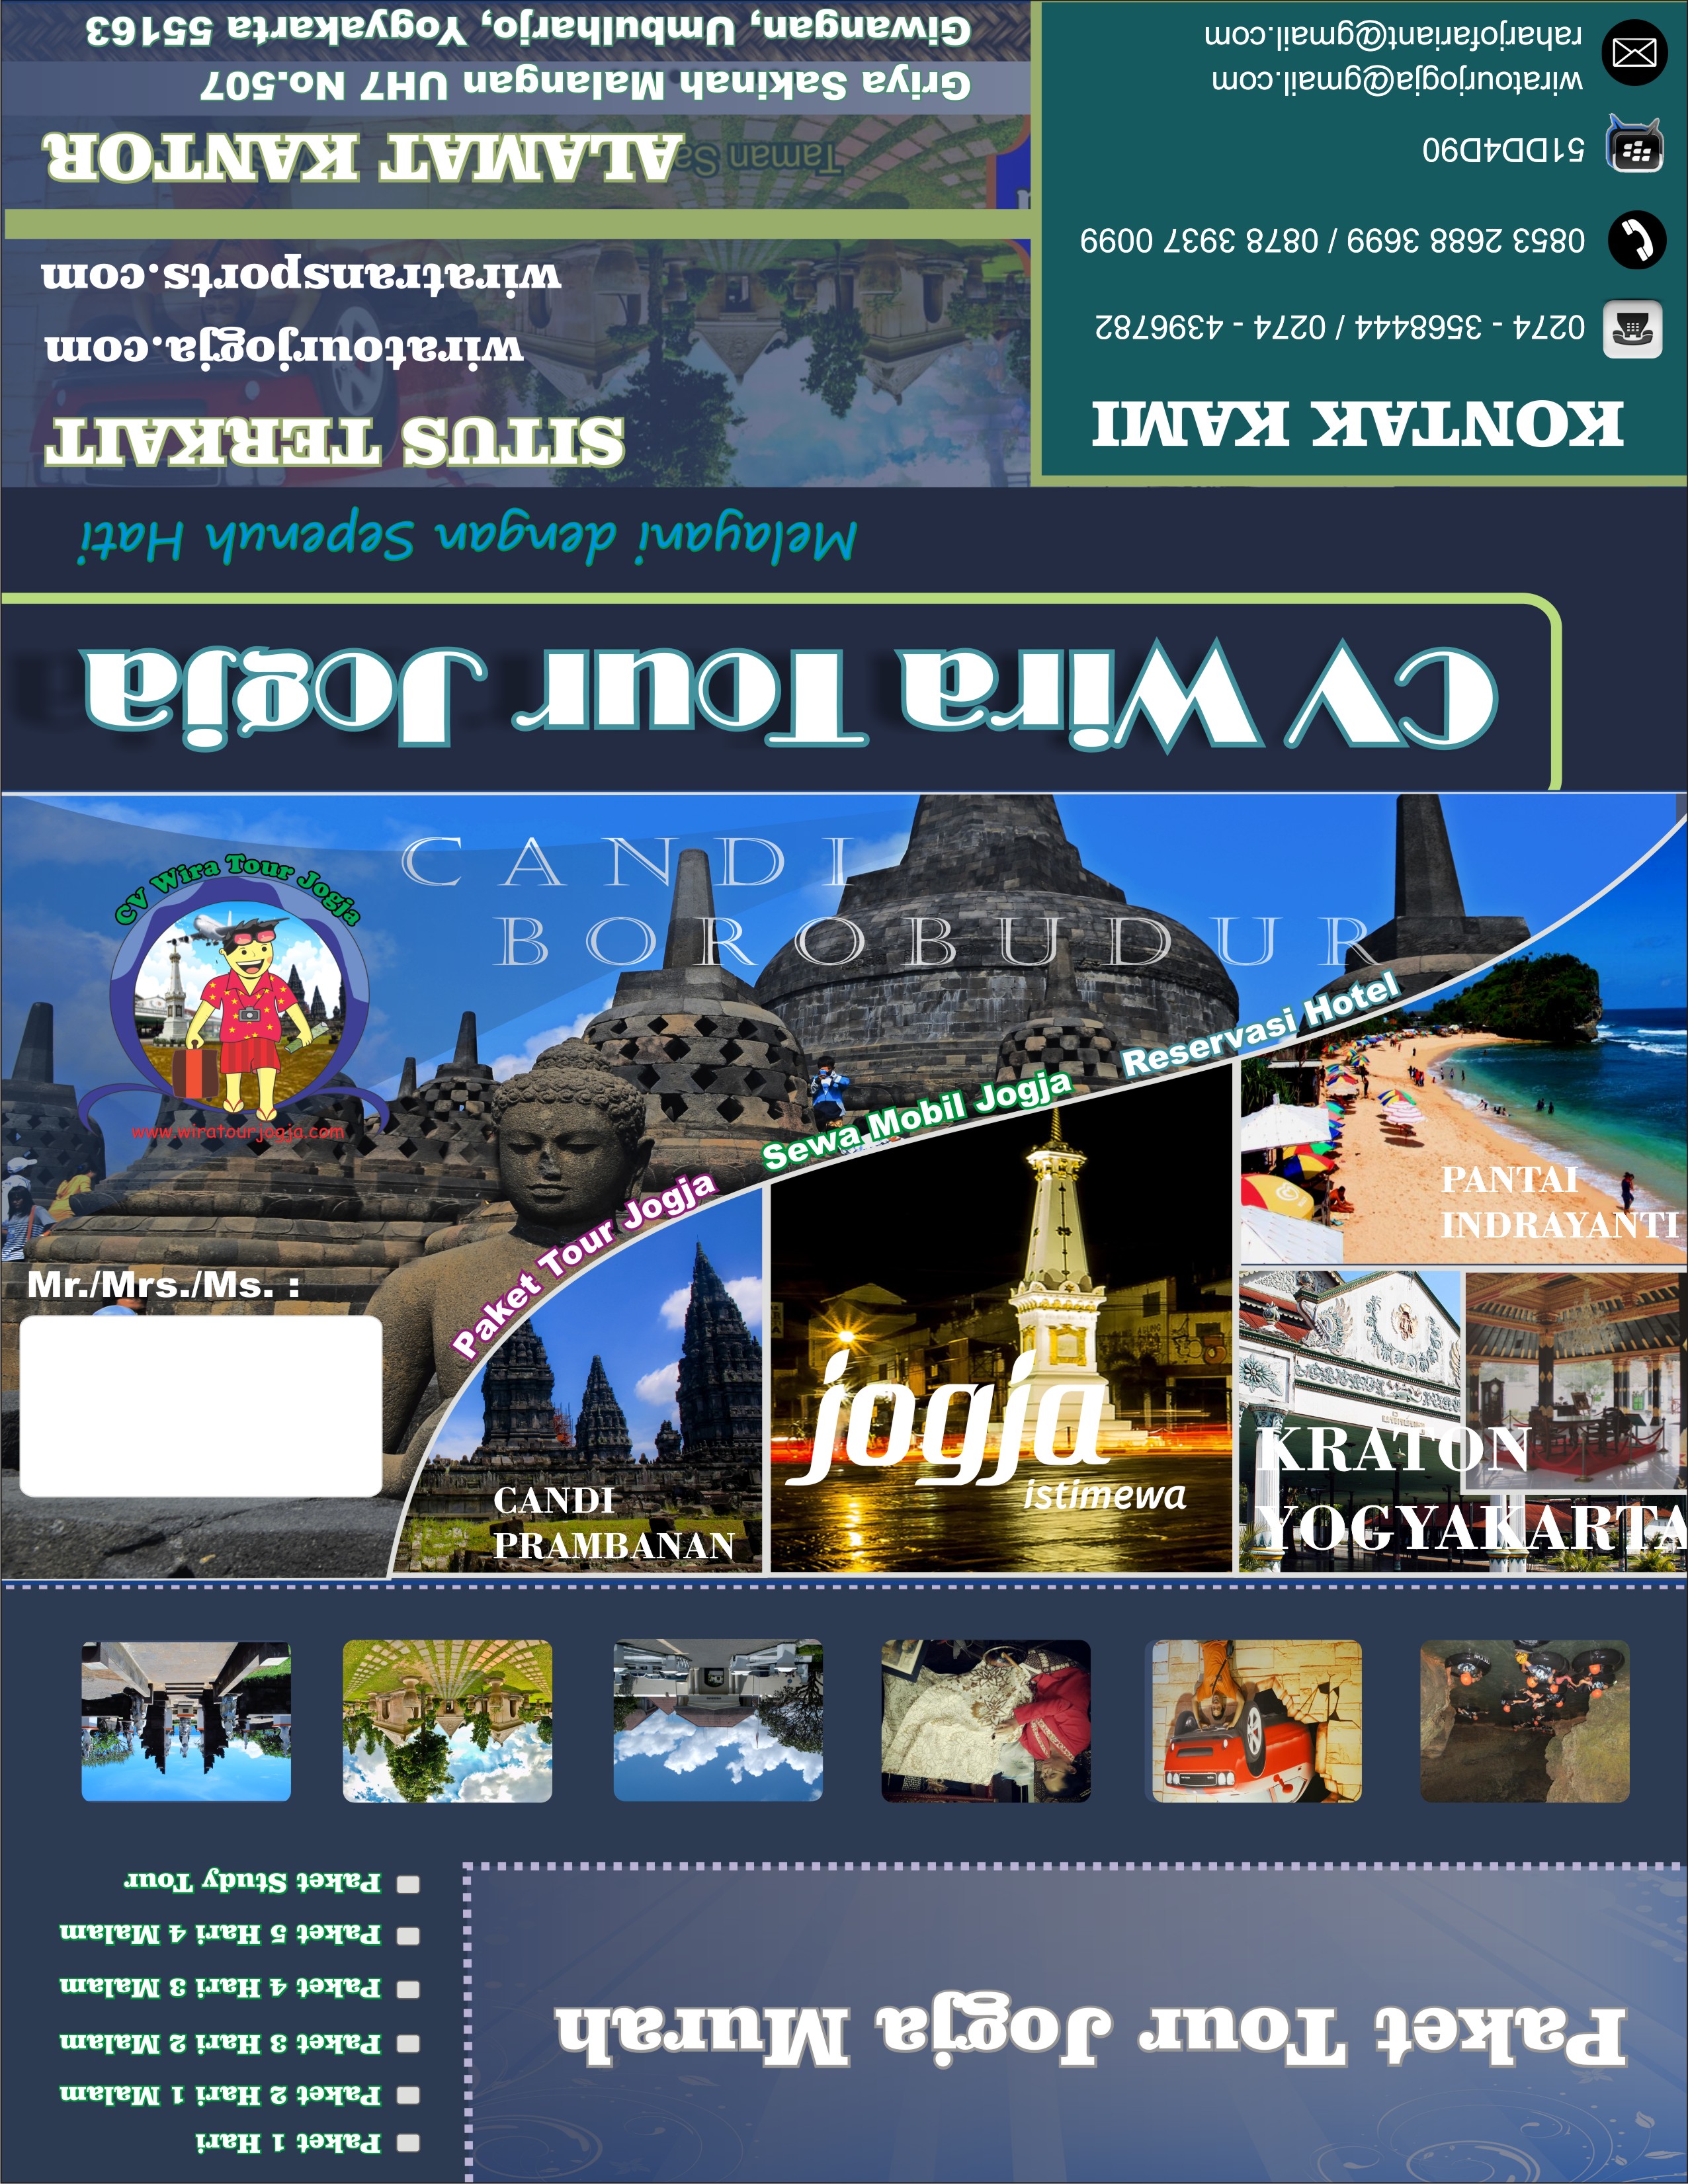 CV Wira Tour Jogja
Melayani dengan Sepenuh Hati
KONTAK KAMI
0274 - 3568444 / 0274 - 4396782
0853 2688 3699 / 0878 3937 0099
51DD4D90
wiratourjogja@gmail.com
raharjofariant@gmail.com
SITUS TERKAIT
wiratourjogja.com
wiratransports.com
ALAMAT KANTOR
Taman Sa
Griya Sakinah Malangan UH7 No.507
Giwangan, Umbulharjo, Yogyakarta 55163
CV Wira Tour Jogja
www.wiratourjogja.com
CANDI
BOROBUDUR
Paket Tour Jogja
Sewa Mobil Jogja
Reservasi Hotel
Mr./Mrs./Ms. :
CANDI
PRAMBANAN
jogja
istimewa
PANTAI
INDRAYANTI
KRATON
YOGYAKARTA
Paket Tour Jogja Murah
Paket 1 Hari
Paket 2 Hari 1 Malam
Paket 3 Hari 2 Malam
Paket 4 Hari 3 Malam
Paket 5 Hari 4 Malam
Paket Study Tour